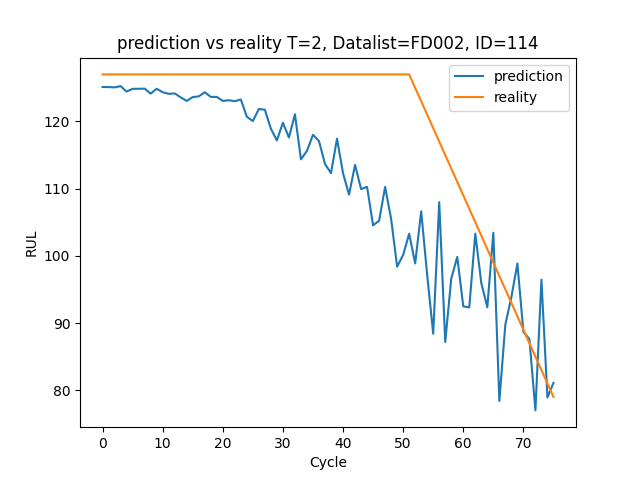 prediction vs reality T=2, Datalist=FD002, ID=114
prediction
reality
120
110
100
90
80
RUL
0 10 20 30 40 50 60 70
Cycle